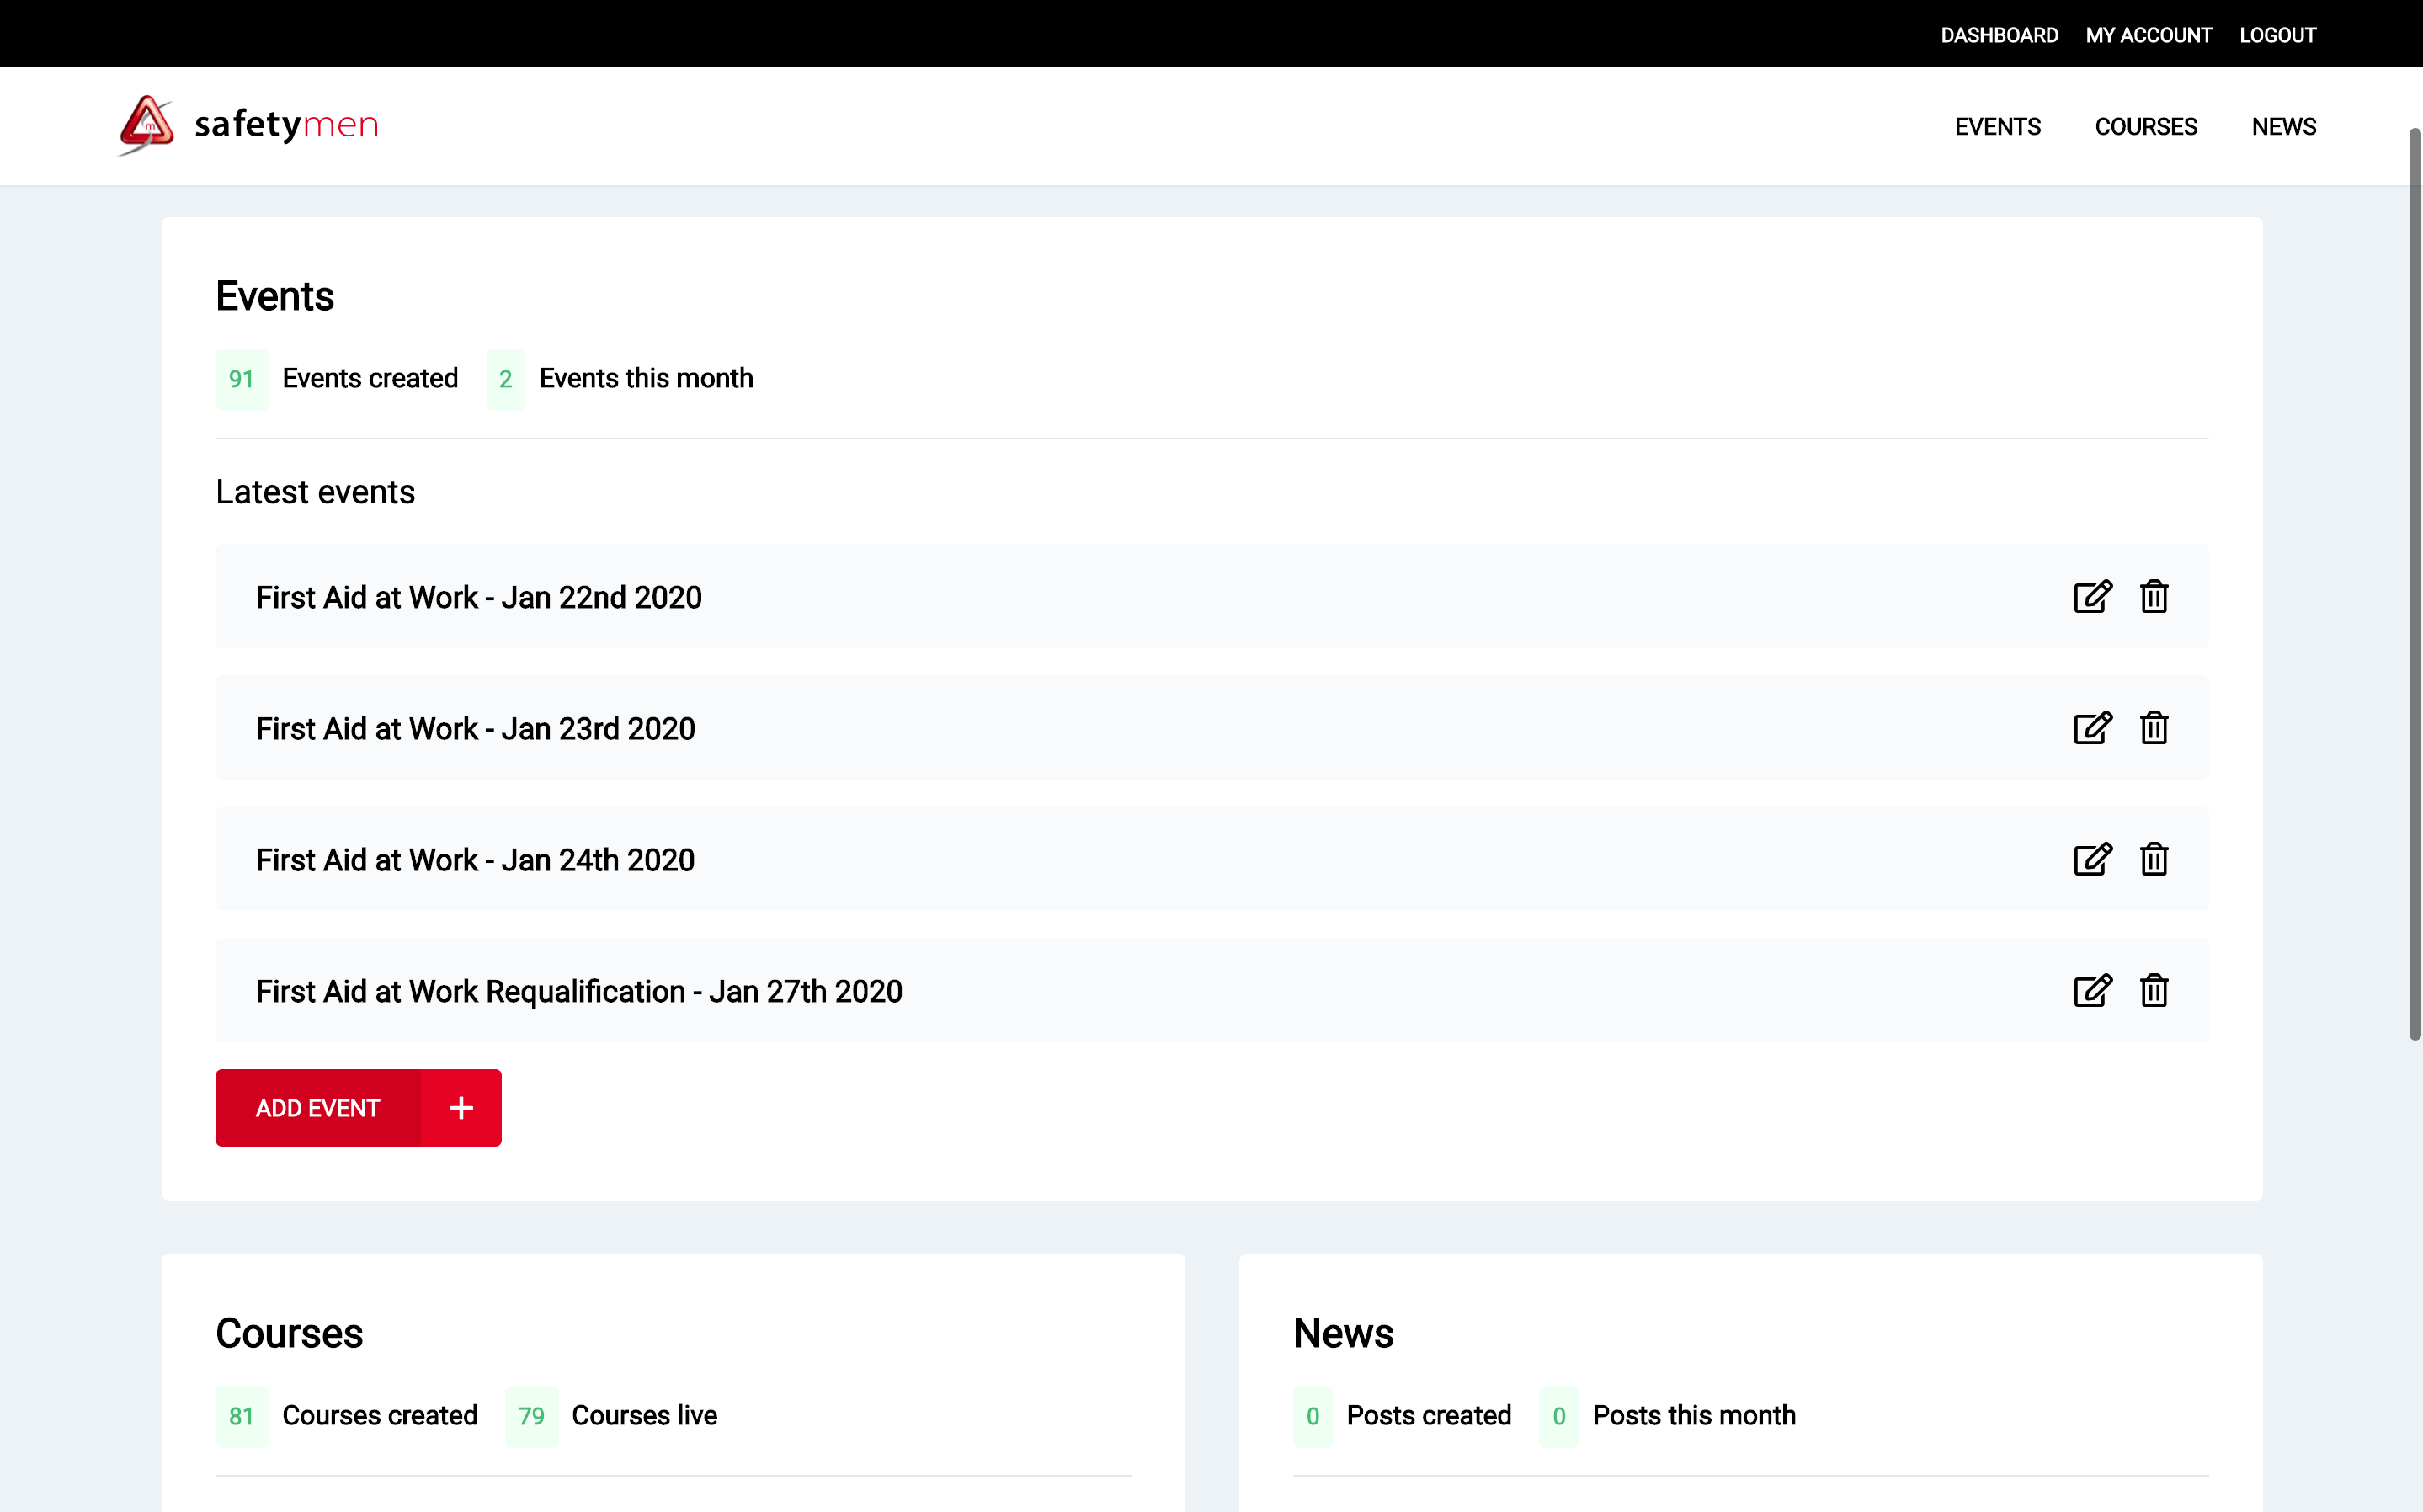 DASHBOARD MY ACCOUNT LOGOUT
m
safetymen
EVENTS COURSES NEWS
Events
91 Events created 2 Events this month
Latest events
First Aid at Work - Jan 22nd 2020
First Aid at Work - Jan 23rd 2020
First Aid at Work - Jan 24th 2020
First Aid at Work Requalification - Jan 27th 2020
ADD EVENT +
Courses
81 Courses created 79 Courses live
News
0 Posts created 0 Posts this month